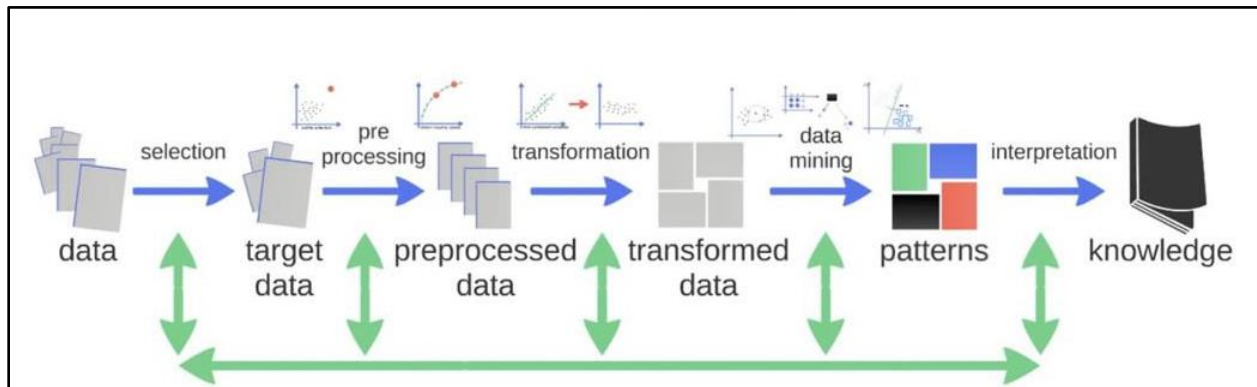 selection
pre
processing
transformation
data
mining
interpretation
data
target
data
preprocessed
data
transformed
data
patterns
knowledge